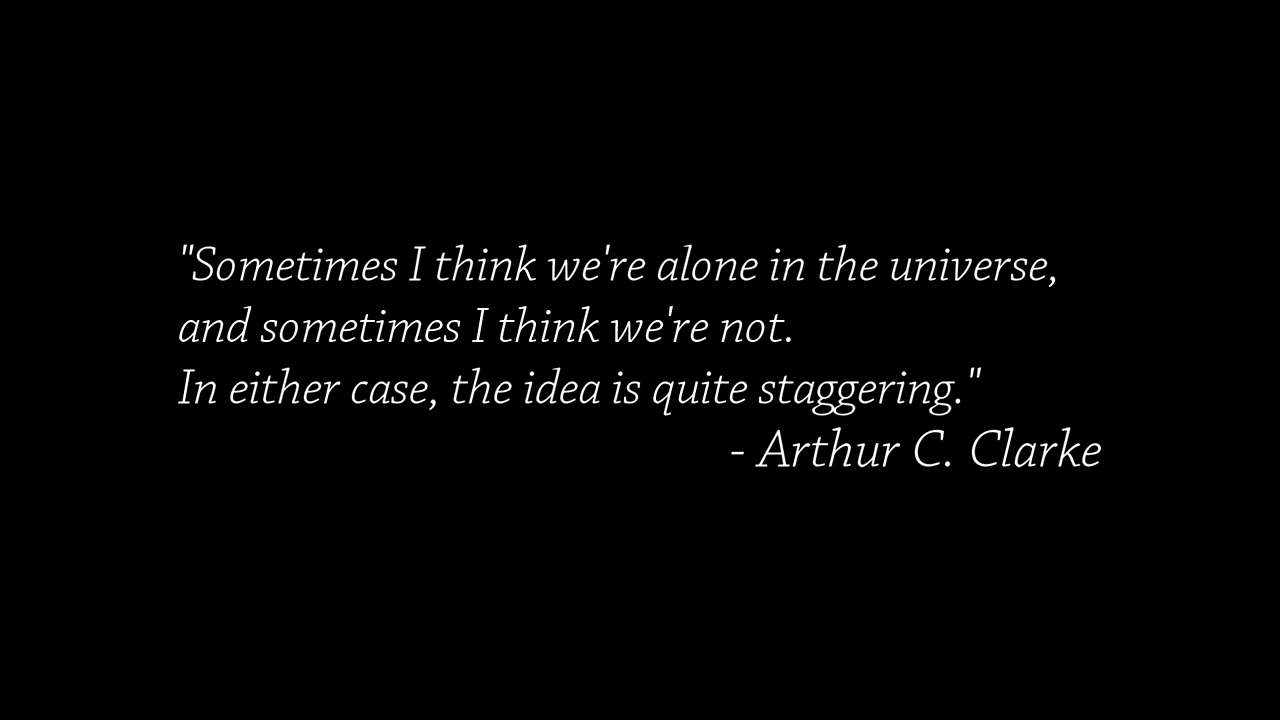 "Sometimes I think we're alone in the universe,
and sometimes I think we're not.
In either case, the idea is quite staggering."
- Arthur C. Clarke